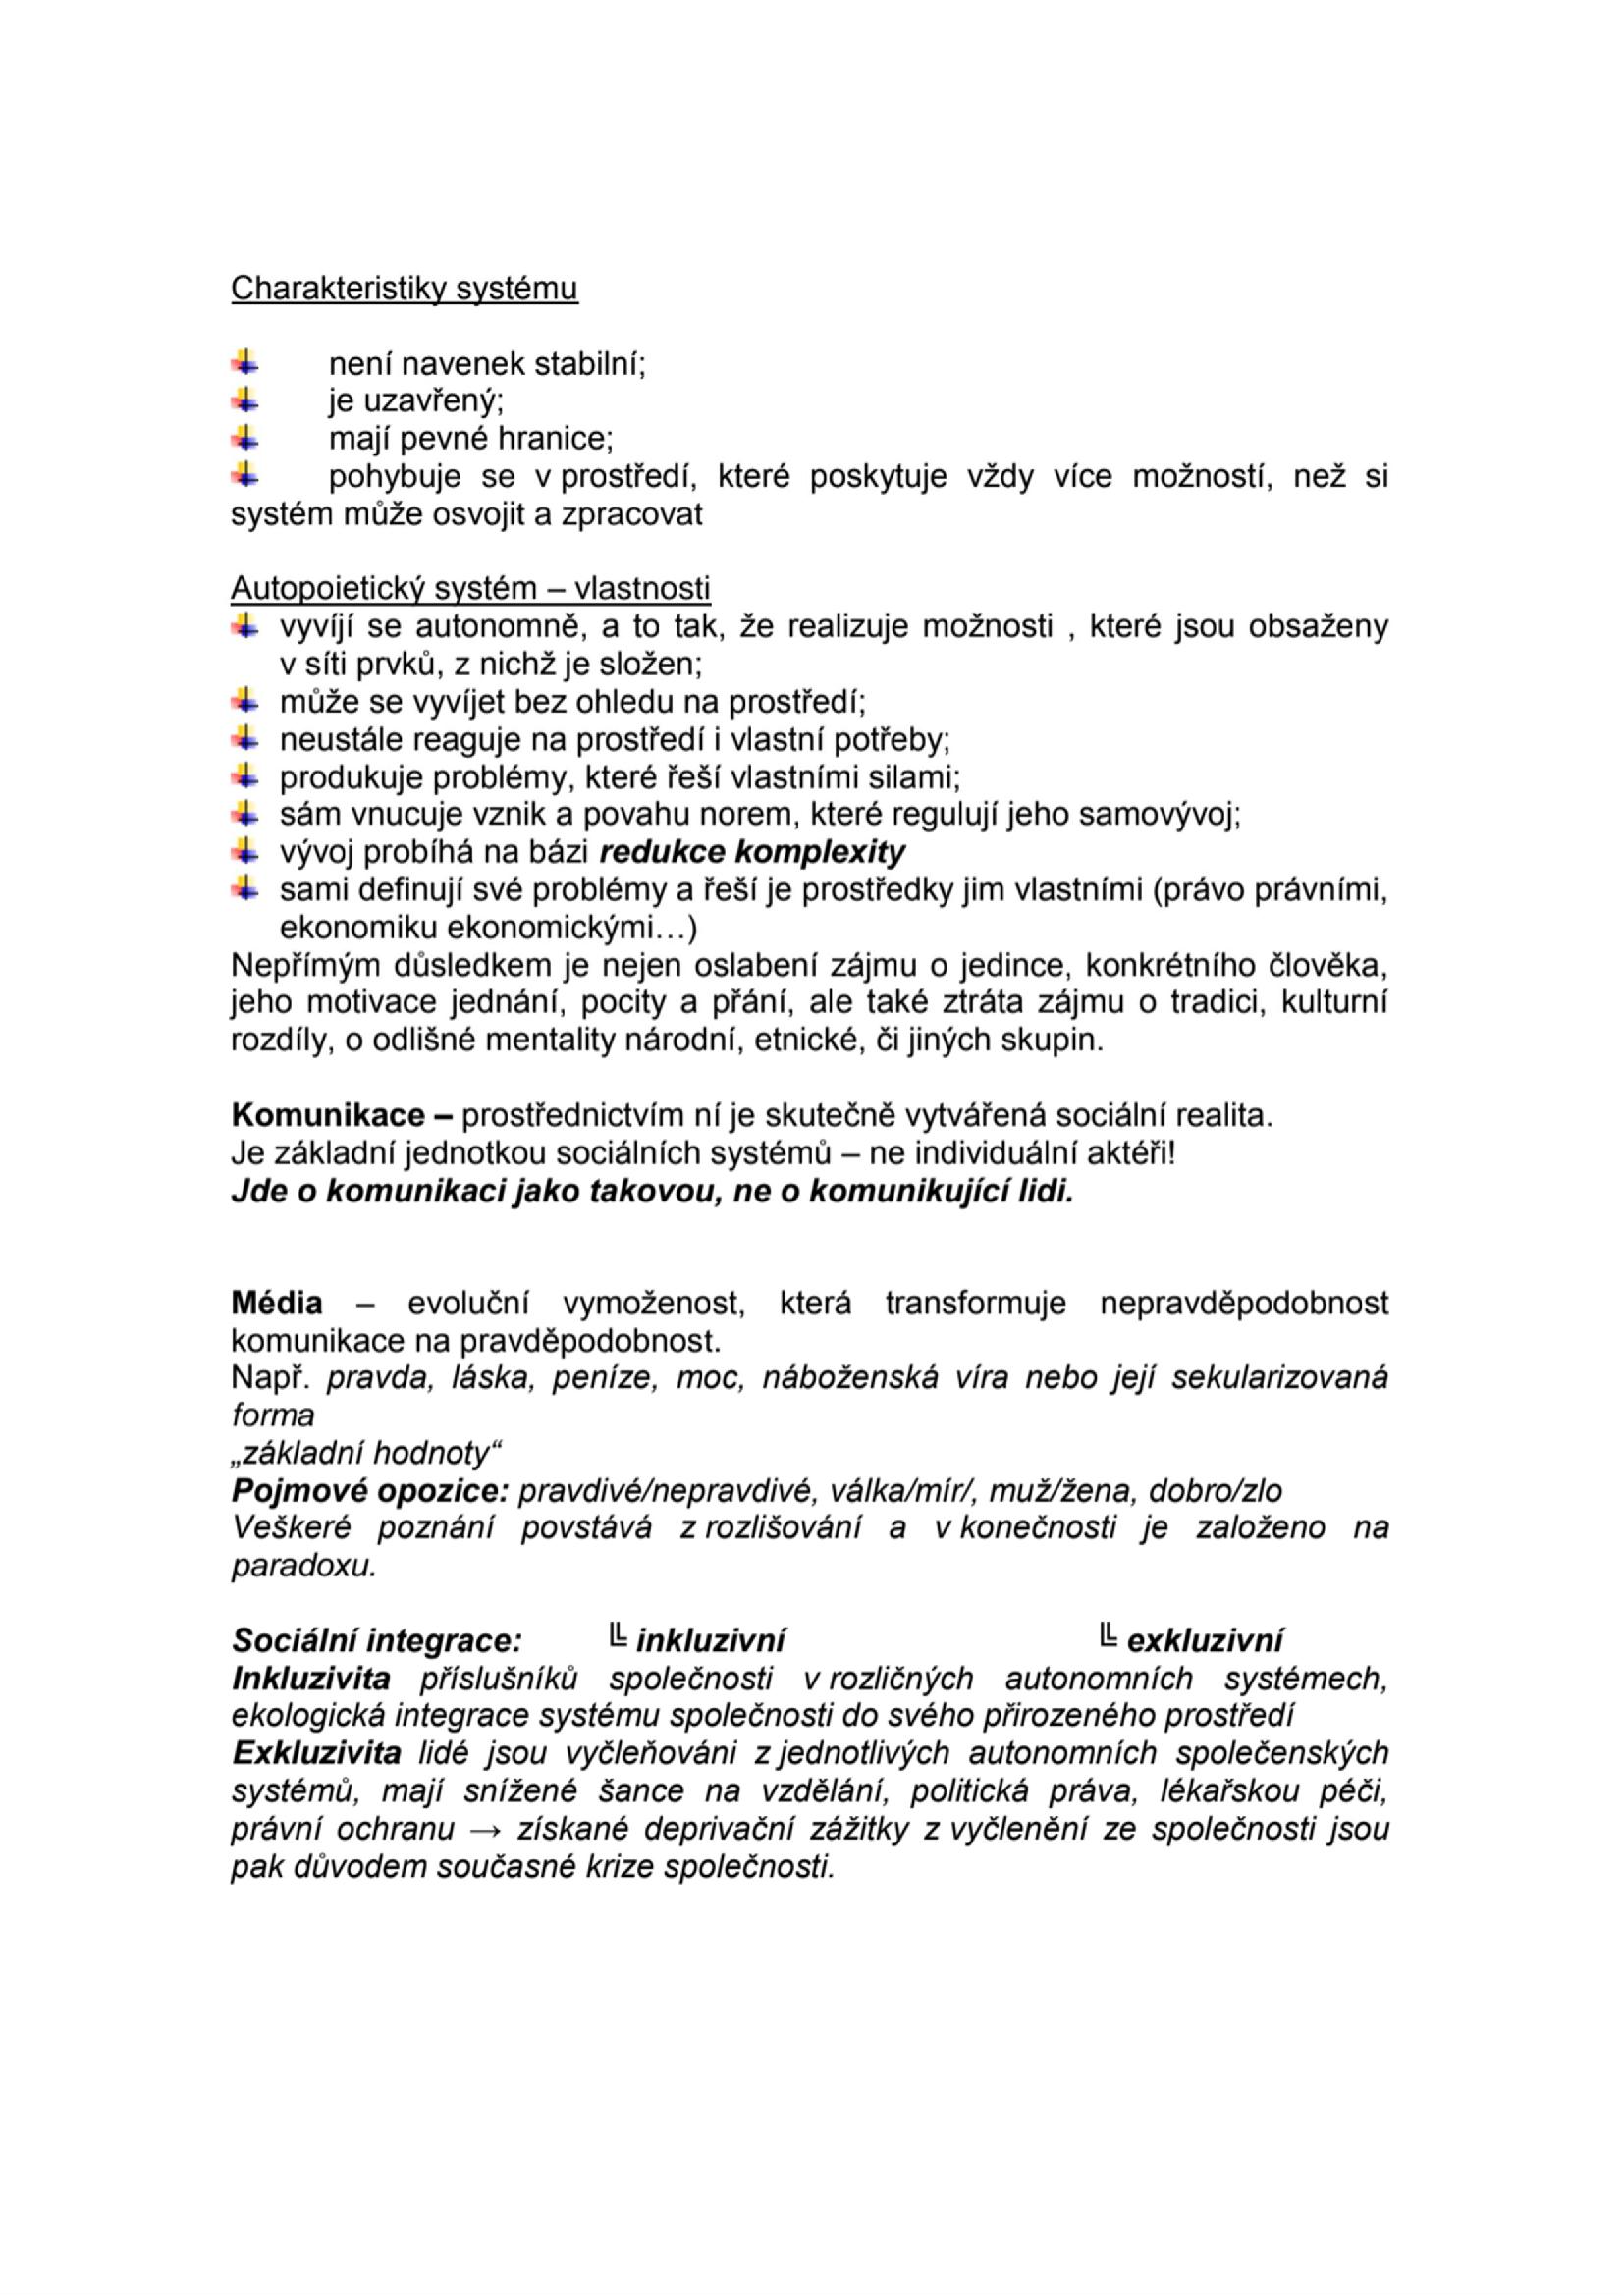 Charakteristiky systému
není navenek stabilní;
je uzavřený;
mají pevné hranice;
pohybuje se v prostředí, které poskytuje vždy více možností, než si
systém může osvojit a zpracovat
Autopoietický systém – vlastnosti
vyvíjí se autonomně, a to tak, že realizuje možnosti , které jsou obsaženy
v síti prvků, z nichž je složen;
může se vyvíjet bez ohledu na prostředí;
neustále reaguje na prostředí i vlastní potřeby;
produkuje problémy, které řeší vlastními silami;
sám vnucuje vznik a povahu norem, které regulují jeho samovývoj;
vývoj probíhá na bázi redukce komplexity
sami definují své problémy a řeší je prostředky jim vlastními (právo právními,
ekonomiku ekonomickými…)
Nepřímým důsledkem je nejen oslabení zájmu o jedince, konkrétního člověka,
jeho motivace jednání, pocity a přání, ale také ztráta zájmu o tradici, kulturní
rozdíly, o odlišné mentality národní, etnické, či jiných skupin.
Komunikace – prostřednictvím ní je skutečně vytvářená sociální realita.
Je základní jednotkou sociálních systémů – ne individuální aktéři!
Jde o komunikaci jako takovou, ne o komunikující lidi.
Média – evoluční vymoženost, která transformuje nepravděpodobnost
komunikace na pravděpodobnost.
Např. pravda, láska, peníze, moc, náboženská víra nebo její sekularizovaná
forma
„základní hodnoty“
Pojmové opozice: pravdivé/nepravdivé, válka/mír/, muž/žena, dobro/zlo
Veškeré poznání povstává z rozlišování a v konečnosti je založeno na
paradoxu.
Sociální integrace: ╚ inkluzivní ╚ exkluzivní
Inkluzivita příslušníků společnosti v rozličných autonomních systémech,
ekologická integrace systému společnosti do svého přirozeného prostředí
Exkluzivita lidé jsou vyčleňováni z jednotlivých autonomních společenských
systémů, mají snížené šance na vzdělání, politická práva, lékařskou péči,
právní ochranu → získané deprivační zážitky z vyčlenění ze společnosti jsou
pak důvodem současné krize společnosti.